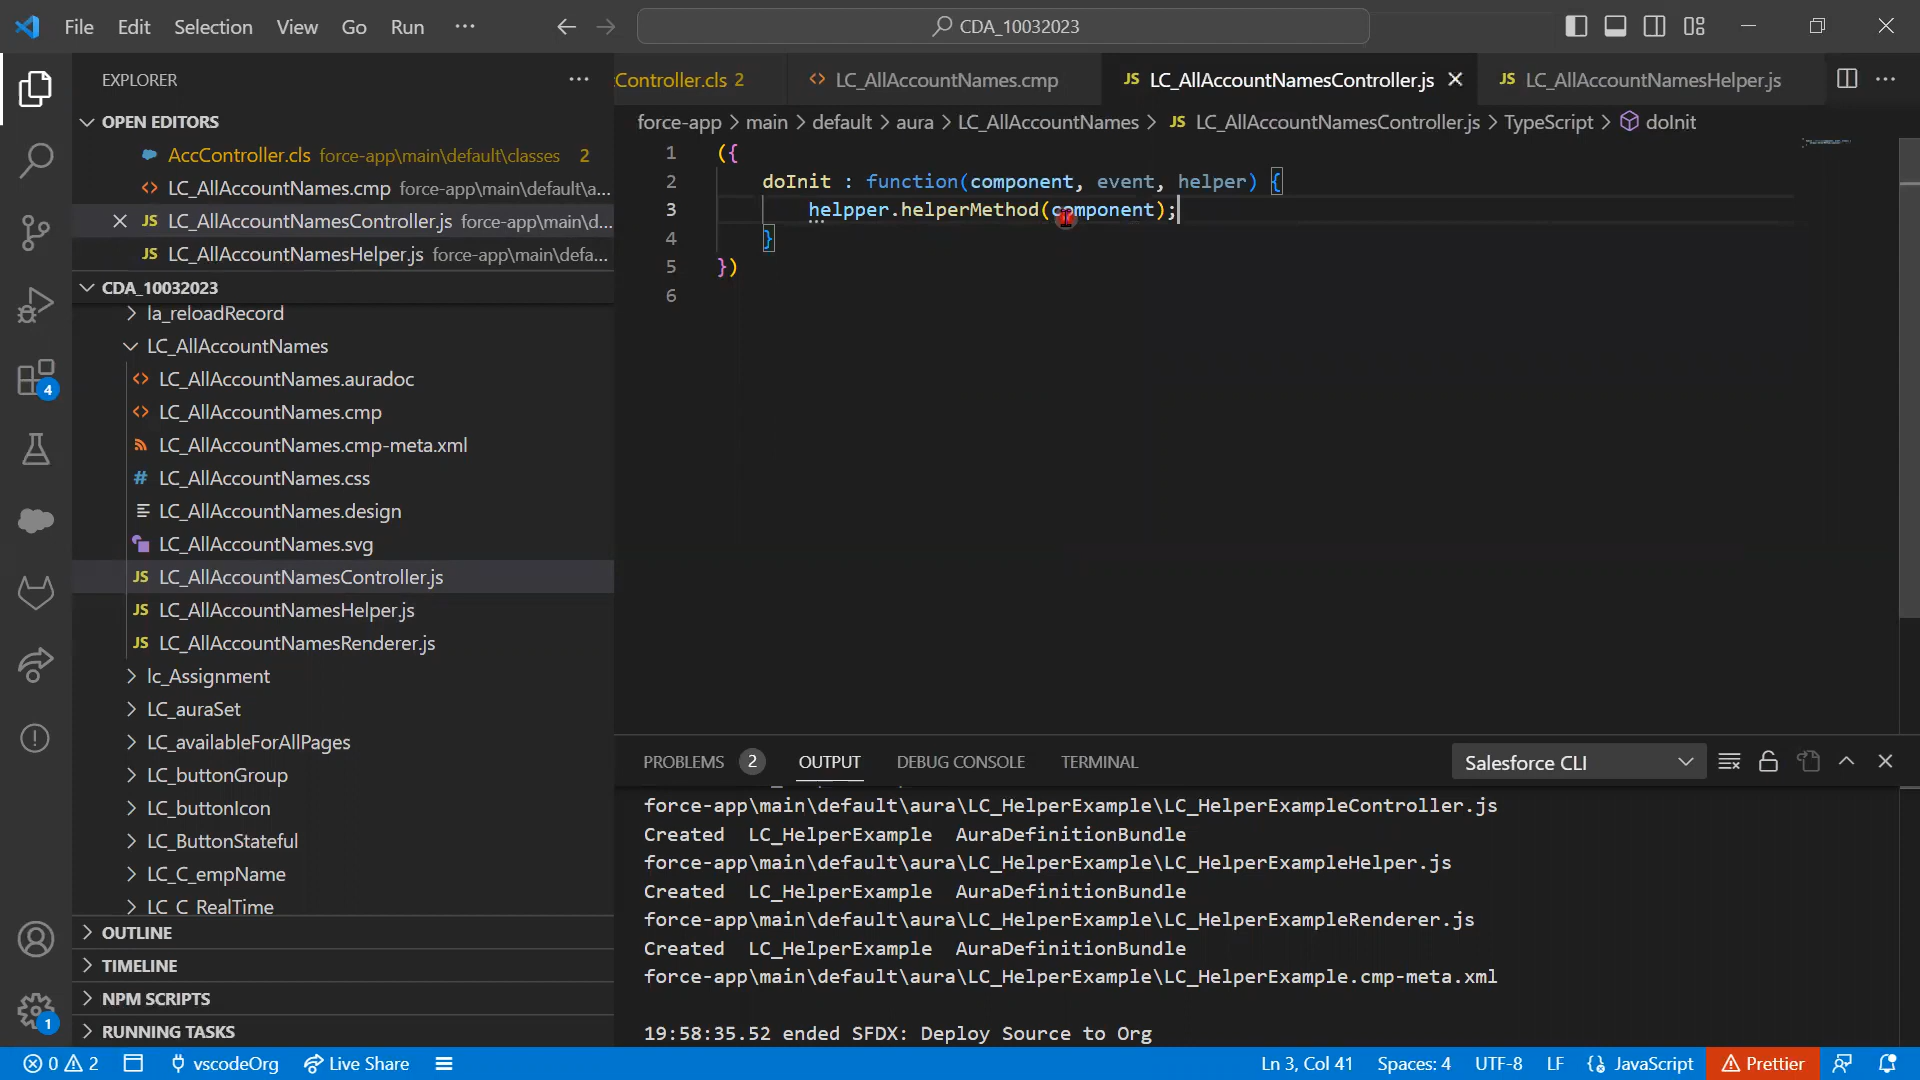 File Edit Selection View Go Run ··· CDA_10032023
EXPLORER
OPEN EDITORS
AccController.cls force-app\main\default\classes 2
LC_AllAccountNames.cmp force-app\main\default\a...
LC_AllAccountNamesController.js force-app\main\d...
LC_AllAccountNamesHelper.js force-app\main\defa...
CDA_10032023
la_reloadRecord
LC_AllAccountNames
LC_AllAccountNames.auradoc
LC_AllAccountNames.cmp
LC_AllAccountNames.cmp-meta.xml
LC_AllAccountNames.css
LC_AllAccountNames.design
LC_AllAccountNames.svg
JS LC_AllAccountNamesController.js
JS LC_AllAccountNamesHelper.js
JS LC_AllAccountNamesRenderer.js
lc_Assignment
LC_auraSet
LC_availableForAllPages
LC_buttonGroup
LC_buttonIcon
LC_ButtonStateful
LC_C_empName
LC_C_RealTime
OUTLINE
TIMELINE
NPM SCRIPTS
RUNNING TASKS
4
1
Controller.cls 2 LC_AllAccountNames.cmp JS LC_AllAccountNamesController.js JS LC_AllAccountNamesHelper.js
force-app > main > default > aura > LC_AllAccountNames > JS LC_AllAccountNamesController.js > TypeScript > doInit
1 ({
2 doInit : function(component, event, helper) {
3 helpper.helperMethod(component);
4 }
5 })
6
PROBLEMS 2 OUTPUT DEBUG CONSOLE TERMINAL Salesforce CLI
force-app\main\default\aura\LC_HelperExample\LC_HelperExampleController.js
Created LC_HelperExample AuraDefinitionBundle
force-app\main\default\aura\LC_HelperExample\LC_HelperExampleHelper.js
Created LC_HelperExample AuraDefinitionBundle
force-app\main\default\aura\LC_HelperExample\LC_HelperExampleRenderer.js
Created LC_HelperExample AuraDefinitionBundle
force-app\main\default\aura\LC_HelperExample\LC_HelperExample.cmp-meta.xml
19:58:35.52 ended SFDX: Deploy Source to Org
0 2 vscodeOrg Live Share Ln 3, Col 41 Spaces: 4 UTF-8 LF JavaScript Prettier